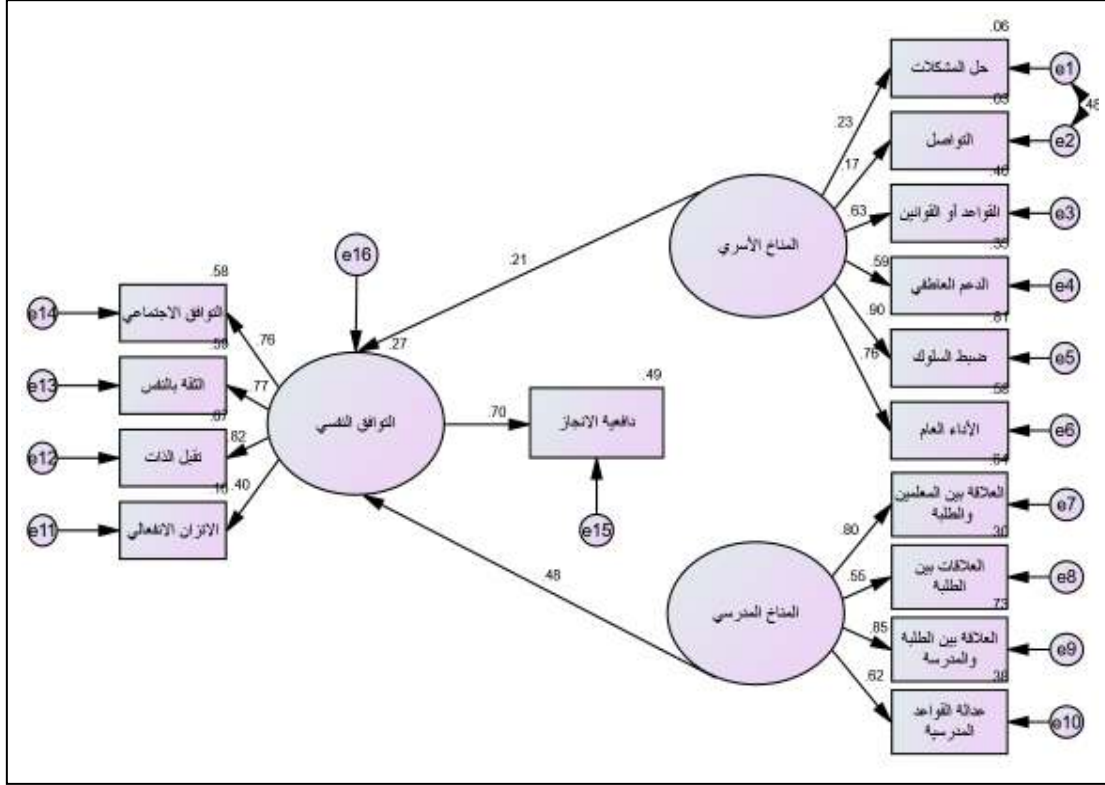 .06
حل المشكلات
e1
.48
.03
.23
التواصل
e2
.17
.40
القواعد أو القوانين
e3
.63
.35
الدعم العاطفي
e4
.59
.81
ضبط السلوك
e5
.90
.58
الأداء العام
e6
.76
المناخ الأسري
.21
e16
.27
.58
التوافق الاجتماعي
e14
.76
.59
الثقة بالنفس
e13
.77
.67
تقبل الذات
e12
.82
.16
الاتزان الانفعالي
e11
.40
التوافق النفسي
.70
.49
دافعية الانجاز
e15
.48
.64
العلاقة بين المعلمين
والطلبة
e7
.80
.30
العلاقات بين
الطلبة
e8
.55
.73
العلاقة بين الطلبة
والمدرسة
e9
.85
.38
عدالة القواعد
المدرسية
e10
.62
المناخ المدرسي